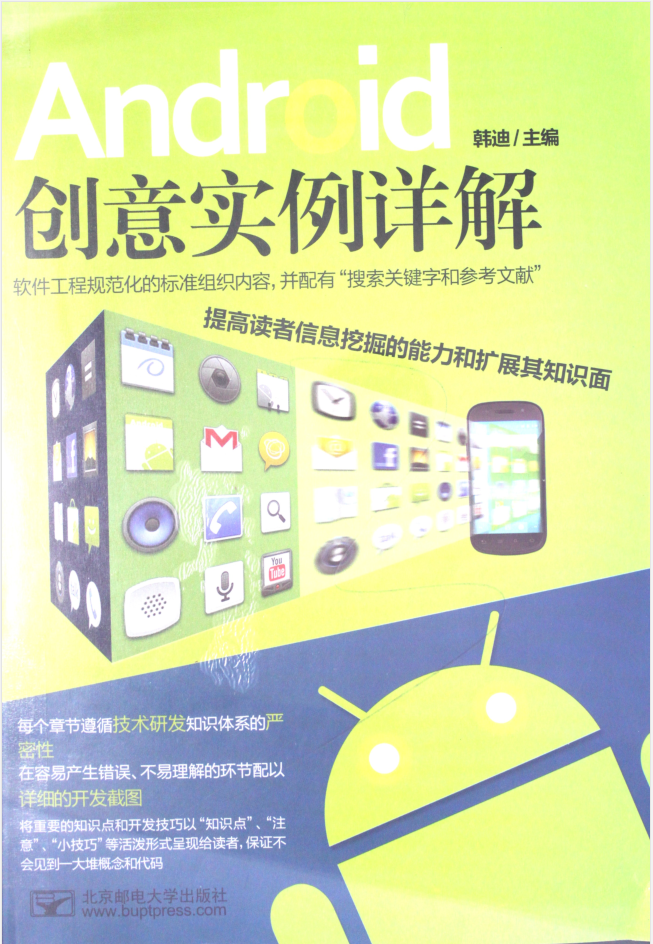 Android
韩迪/主编
创意实例详解
软件工程规范化的标准组织内容，并配有“搜索关键字和参考文献”
提高读者信息挖掘的能力和扩展其知识面
You
Tube
每个章节遵循技术研发知识体系的严
密性
在容易产生错误、不易理解的环节配以
详细的开发截图
将重要的知识点和开发技巧以“知识点”、“注
意”、“小技巧”等活泼形式呈现给读者，保证不
会见到一大堆概念和代码
北京邮电大学出版社
www.buptpress.com